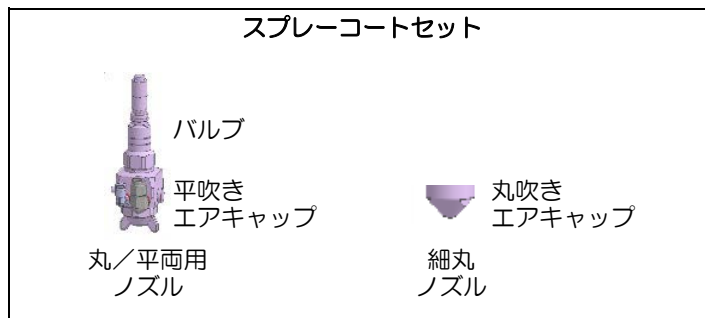 スプレーコートセット
バルブ
平吹き
エアキャップ
丸／平両用
ノズル
丸吹き
エアキャップ
細丸
ノズル